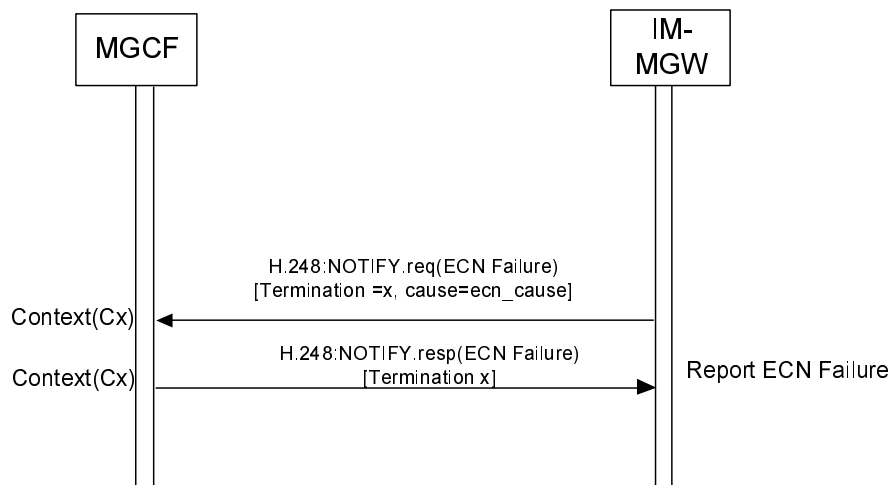 MGCF
IM-
MGW
H.248:NOTIFY.req(ECN Failure)
[Termination =x, cause=ecn_cause]
Context(Cx)
H.248:NOTIFY.resp(ECN Failure)
[Termination x]
Context(Cx)
Report ECN Failure